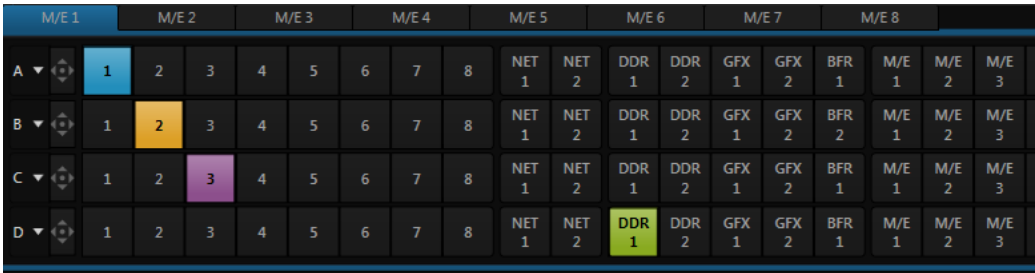 M/E 1 M/E 2 M/E 3 M/E 4 M/E 5 M/E 6 M/E 7 M/E 8
A 1 2 3 4 5 6 7 8 NET 1 NET 2 DDR 1 DDR 2 GFX 1 GFX 2 BFR 1 M/E 1 M/E 2 M/E 3
B 1 2 3 4 5 6 7 8 NET 1 NET 2 DDR 1 DDR 2 GFX 1 GFX 2 BFR 2 M/E 1 M/E 2 M/E 3
C 1 2 3 4 5 6 7 8 NET 1 NET 2 DDR 1 DDR 2 GFX 1 GFX 2 BFR 1 M/E 1 M/E 2 M/E 3
D 1 2 3 4 5 6 7 8 NET 1 NET 2 DDR 1 DDR 2 GFX 1 GFX 2 BFR 1 M/E 1 M/E 2 M/E 3